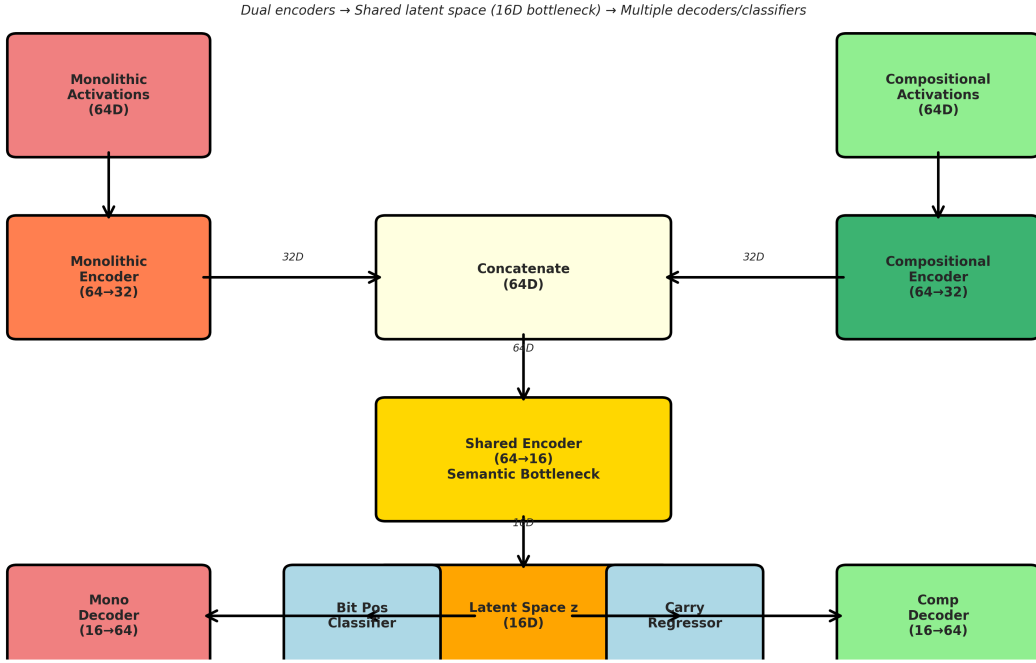 Dual encoders → Shared latent space (16D bottleneck) → Multiple decoders/classifiers
Monolithic
Activations
(64D)
Compositional
Activations
(64D)
Monolithic
Encoder
(64→32)
32D
Concatenate
(64D)
32D
Compositional
Encoder
(64→32)
64D
Shared Encoder
(64→16)
Semantic Bottleneck
16D
Mono
Decoder
(16→64)
Bit Pos
Classifier
Latent Space z
(16D)
Carry
Regressor
Comp
Decoder
(16→64)